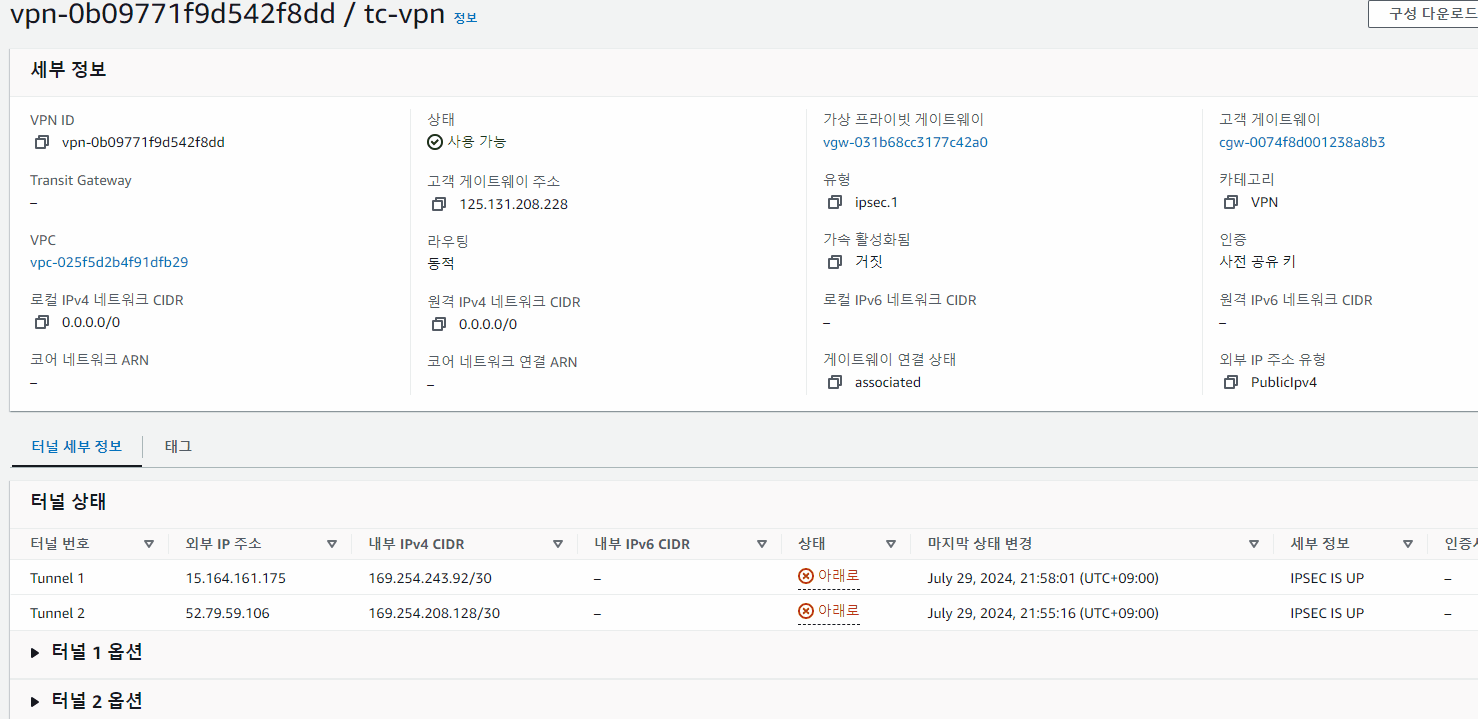 vpn-0b09771f9d542f8dd / tc-vpn 정보 구성 다운로드
세부 정보
VPN ID 상태 가상 프라이빗 게이트웨이 고객 게이트웨이
vpn-0b09771f9d542f8dd 사용 가능 vgw-031b68cc3177c42a0 cgw-0074f8d001238a8b3
Transit Gateway 고객 게이트웨이 주소 유형 카테고리
– 125.131.208.228 ipsec.1 VPN
VPC 라우팅 가속 활성화됨 인증
vpc-025f5d2b4f91dfb29 동적 거짓 사전 공유 키
로컬 IPv4 네트워크 CIDR 원격 IPv4 네트워크 CIDR 로컬 IPv6 네트워크 CIDR 원격 IPv6 네트워크 CIDR
0.0.0.0/0 0.0.0.0/0 – –
코어 네트워크 ARN 코어 네트워크 연결 ARN 게이트웨이 연결 상태 외부 IP 주소 유형
– – associated PublicIpv4
터널 세부 정보 태그
터널 상태
터널 번호 외부 IP 주소 내부 IPv4 CIDR 내부 IPv6 CIDR 상태 마지막 상태 변경 세부 정보
Tunnel 1 15.164.161.175 169.254.243.92/30 – 아래로 July 29, 2024, 21:58:01 (UTC+09:00) IPSEC IS UP –
Tunnel 2 52.79.59.106 169.254.208.128/30 – 아래로 July 29, 2024, 21:55:16 (UTC+09:00) IPSEC IS UP –
터널 1 옵션
터널 2 옵션